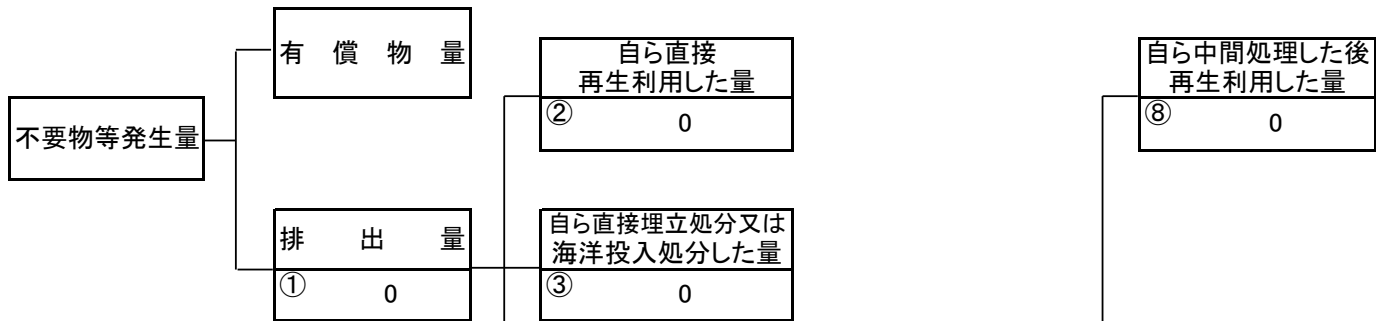 有償物量
自ら直接
再生利用した量
② 0
自ら中間処理した後
再生利用した量
⑧ 0
不要物等発生量
排出量
① 0
自ら直接埋立処分又は
海洋投入処分した量
③ 0